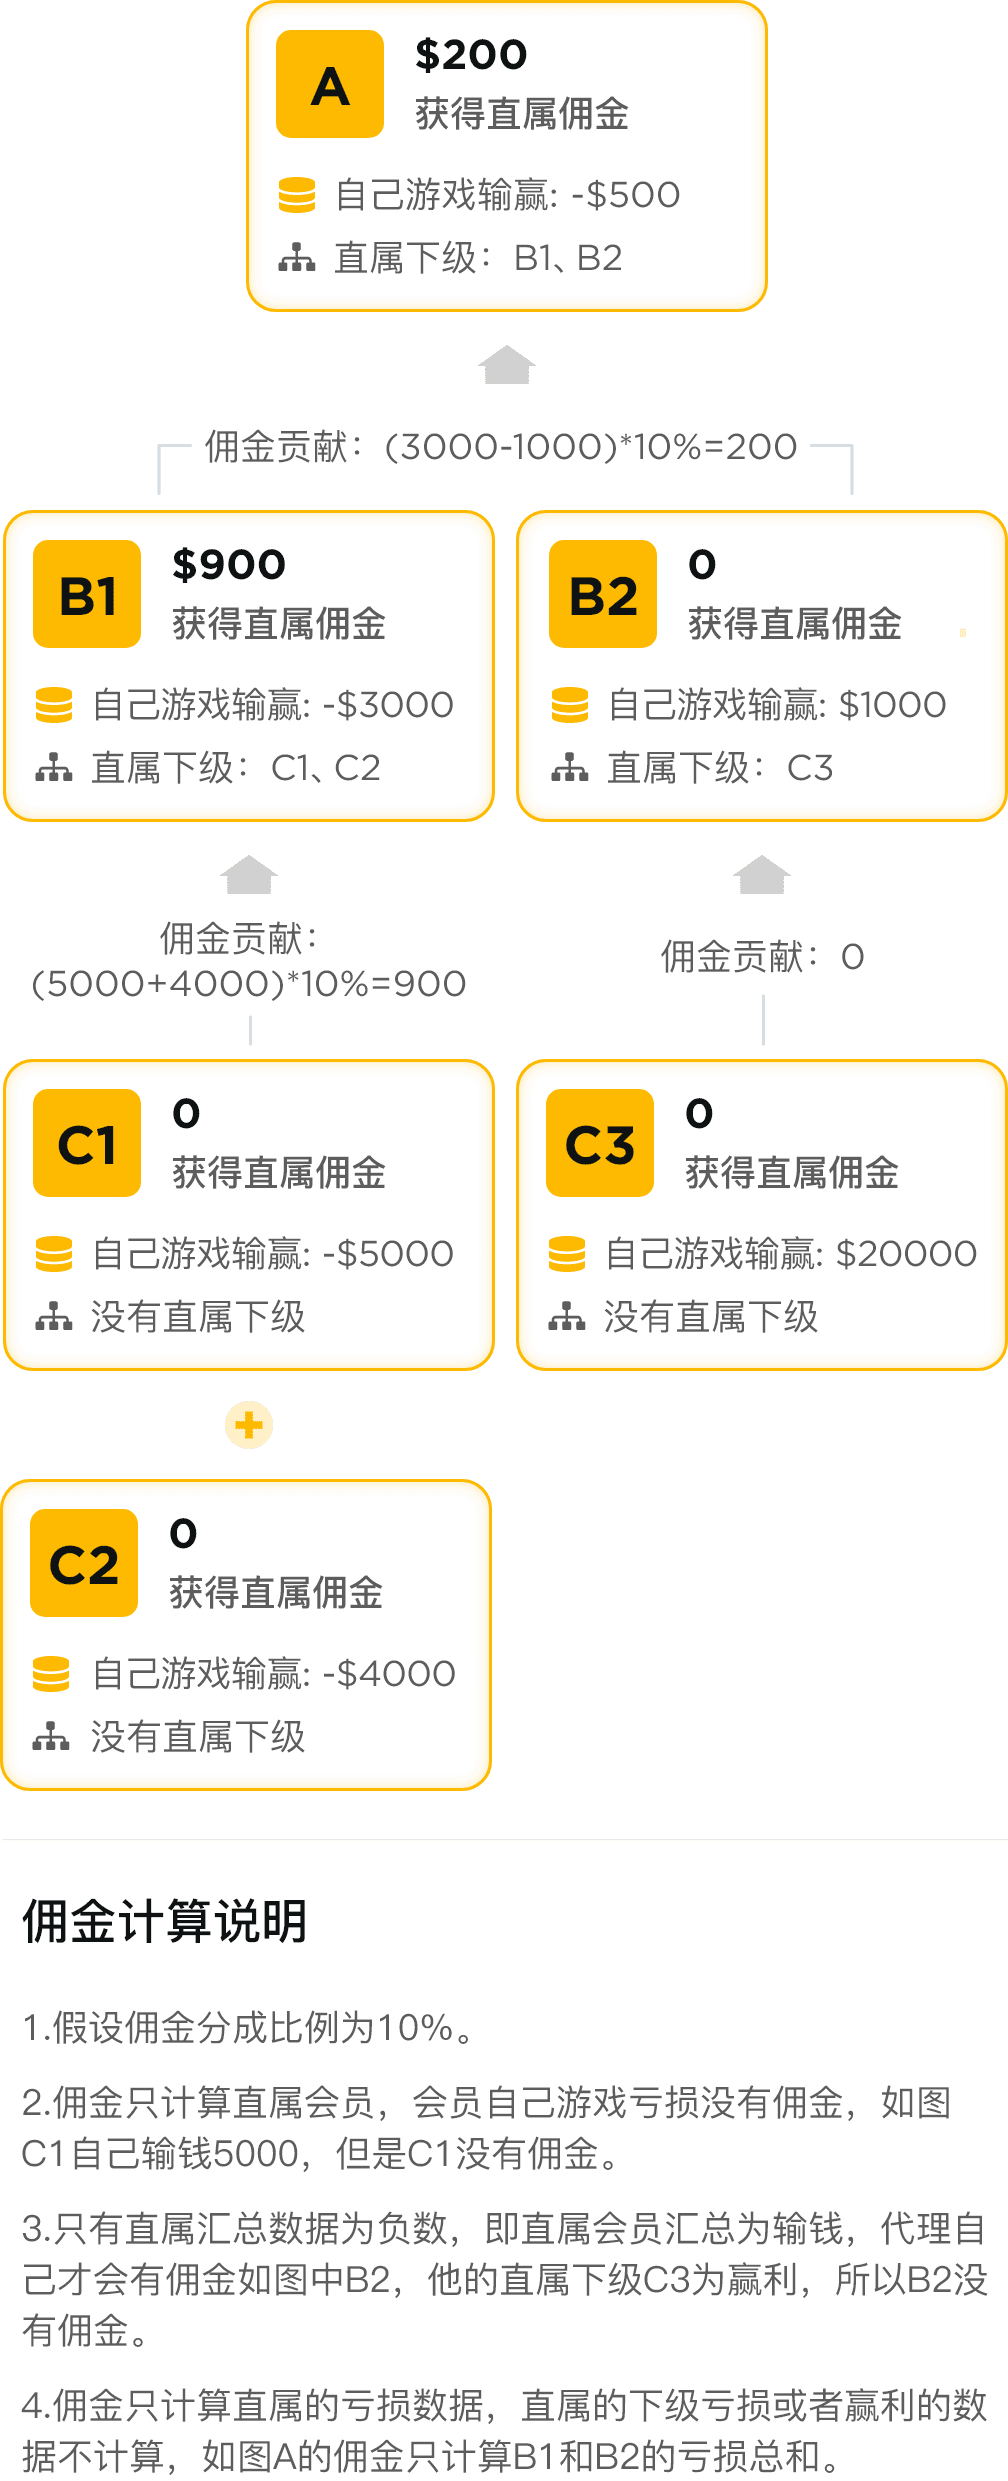 A
$200
获得直属佣金
自己游戏输赢: -$500
直属下级：B1、B2
佣金贡献：(3000-1000)*10%=200
B1
$900
获得直属佣金
自己游戏输赢: -$3000
直属下级：C1、C2
B2
0
获得直属佣金
自己游戏输赢: $1000
直属下级：C3
佣金贡献：
(5000+4000)*10%=900
佣金贡献：0
C1
0
获得直属佣金
自己游戏输赢: -$5000
没有直属下级
C3
0
获得直属佣金
自己游戏输赢: $20000
没有直属下级
C2
0
获得直属佣金
自己游戏输赢: -$4000
没有直属下级
佣金计算说明
1.假设佣金分成比例为10%。
2.佣金只计算直属会员，会员自己游戏亏损没有佣金，如图
C1自己输钱5000，但是C1没有佣金。
3.只有直属汇总数据为负数，即直属会员汇总为输钱，代理自
己才会有佣金如图中B2，他的直属下级C3为赢利，所以B2没
有佣金。
4.佣金只计算直属的亏损数据，直属的下级亏损或者赢利的数
据不计算，如图A的佣金只计算B1和B2的亏损总和。